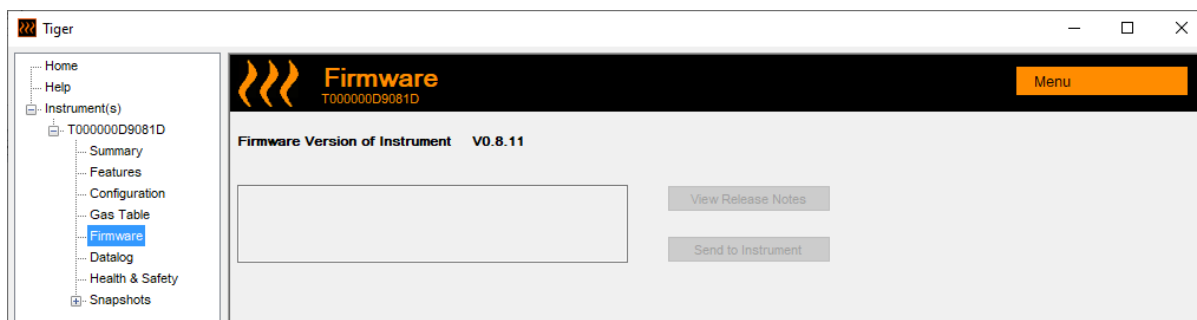 Tiger
Home
Help
Instrument(s)
T000000D9081D
Summary
Features
Configuration
Gas Table
Firmware
Datalog
Health & Safety
Snapshots
Firmware
T000000D9081D
Menu
Firmware Version of Instrument V0.8.11
View Release Notes
Send to Instrument